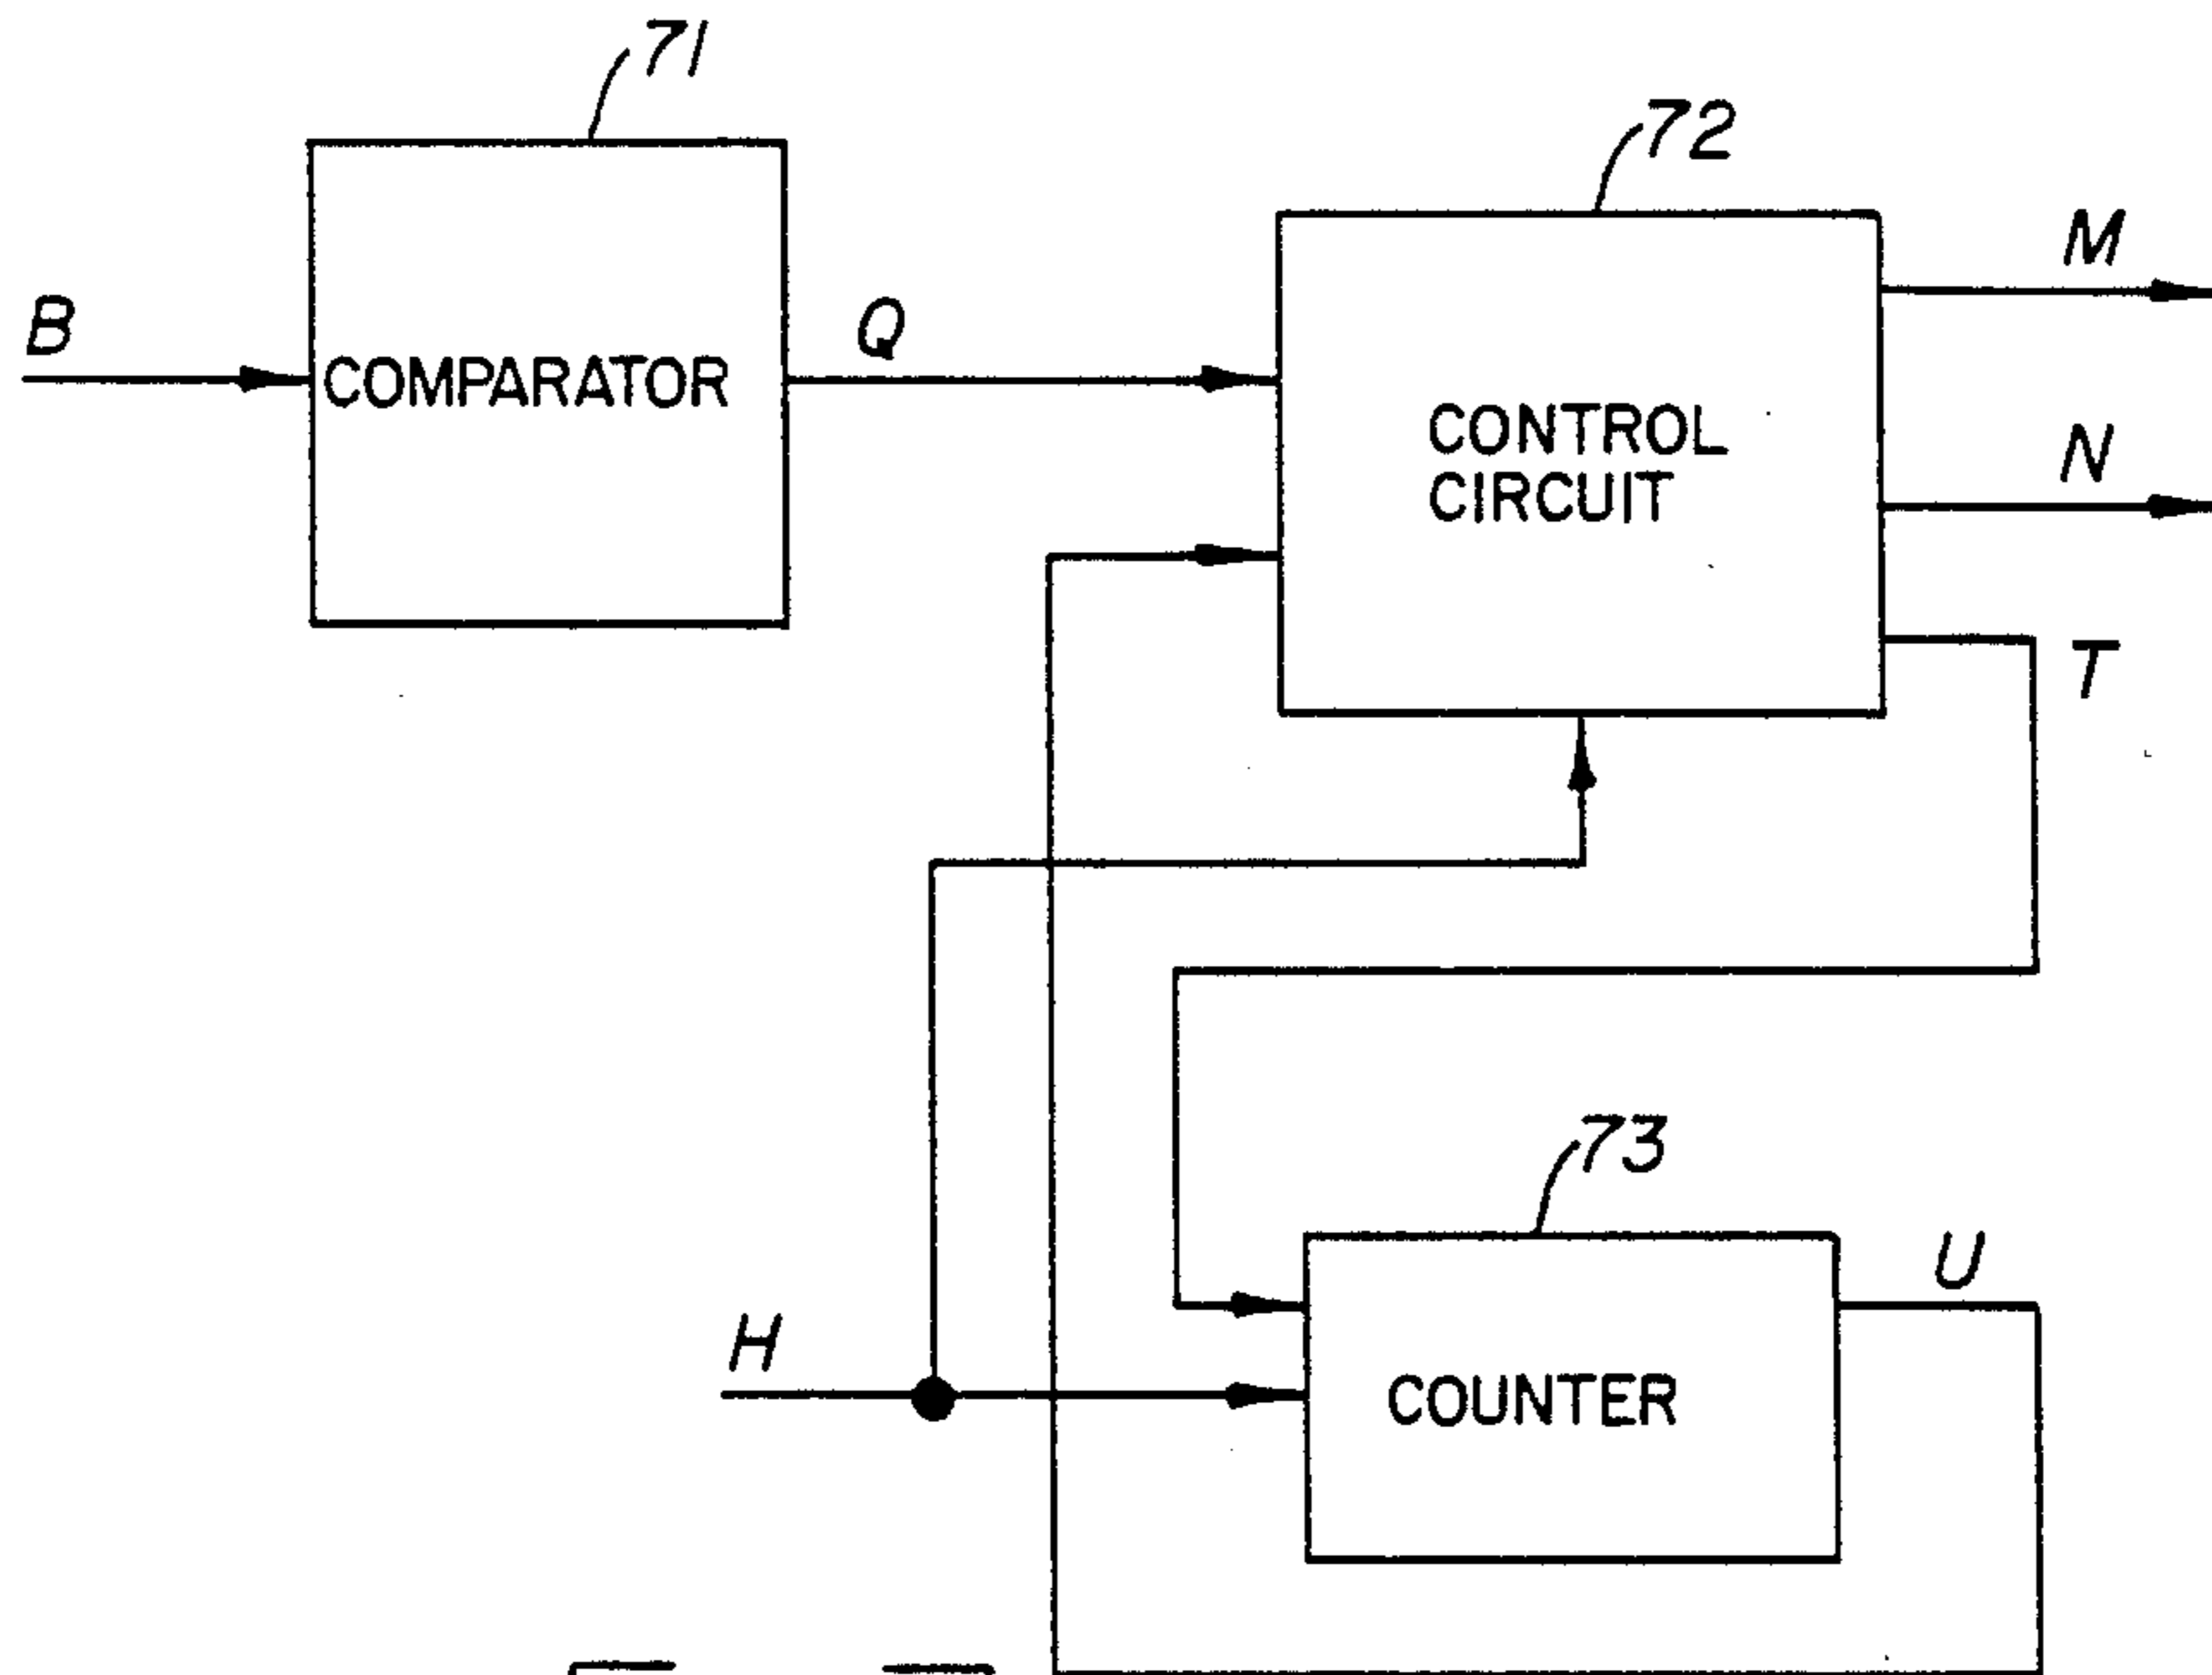 71
72
M
B
COMPARATOR
Q
CONTROL
CIRCUIT
N
T
73
U
H
COUNTER